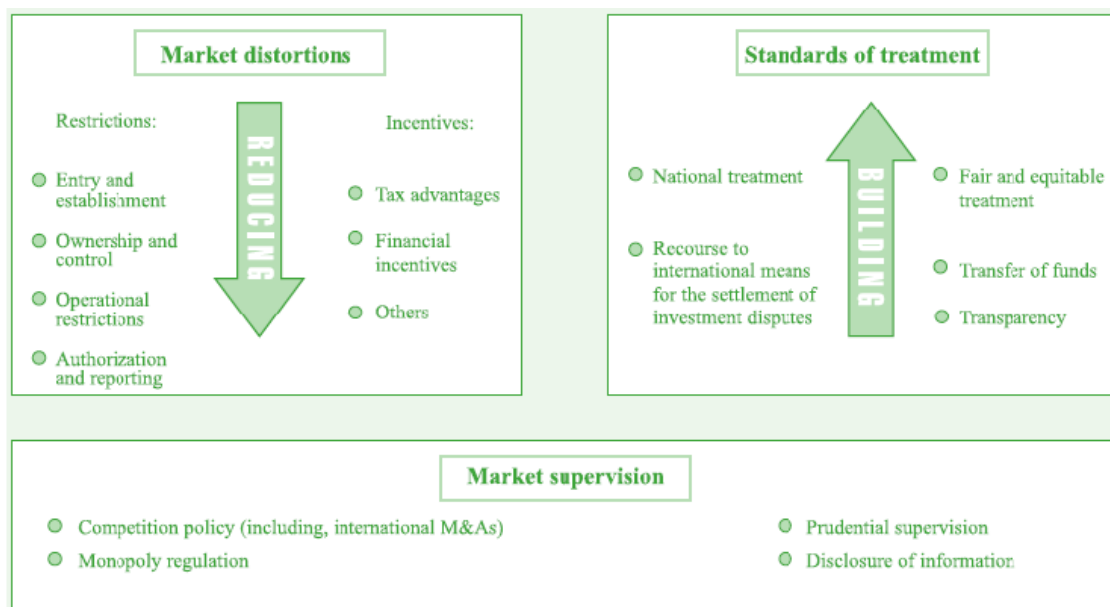 Market distortions
Restrictions:
Entry and
establishment
Ownership and
control
Operational
restrictions
Authorization
and reporting
REDUCING
Incentives:
Tax advantages
Financial
incentives
Others
Standards of treatment
National treatment
Recourse to
international means
for the settlement of
investment disputes
BUILDING
Fair and equitable
treatment
Transfer of funds
Transparency
Market supervision
Competition policy (including, international M&As)
Monopoly regulation
Prudential supervision
Disclosure of information